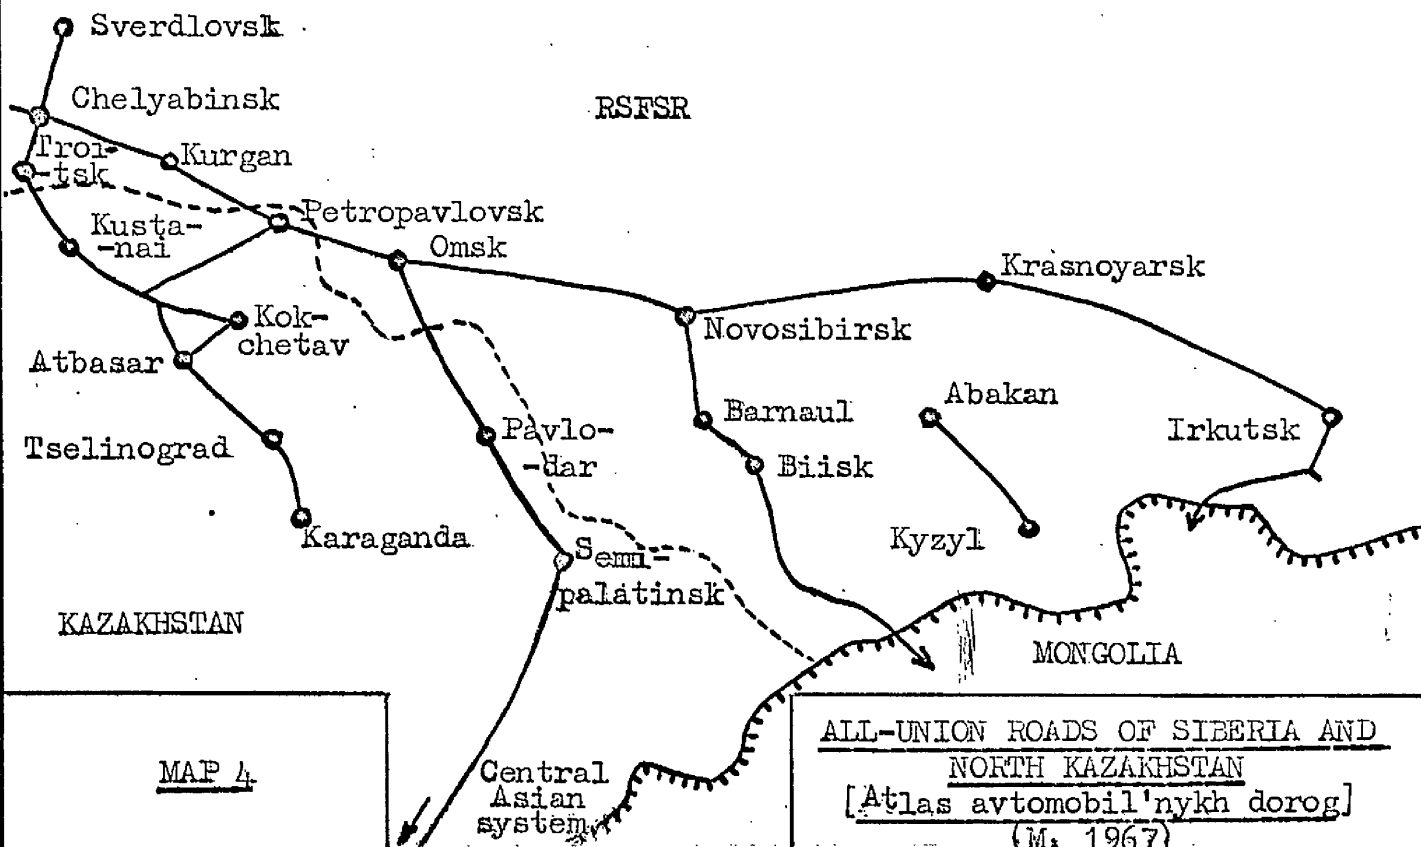 Sverdlovsk
Chelyabinsk
RSFSR
Troi-
-tsk
Kurgan
Kusta-
-nai
Petropavlovsk
Omsk
Krasnoyarsk
Kok-
chetav
Novosibirsk
Atbasar
Abakan
Barnaul
Irkutsk
Pavlo-
-dar
Tselinograd
Biisk
Karaganda
Kyzyl
Semi-
palatinsk
KAZAKHSTAN
MONGOLIA
MAP 4
Central
Asian
system
ALL-UNION ROADS OF SIBERIA AND
NORTH KAZAKHSTAN
[Atlas avtomobil'nykh dorog]
(M. 1967)